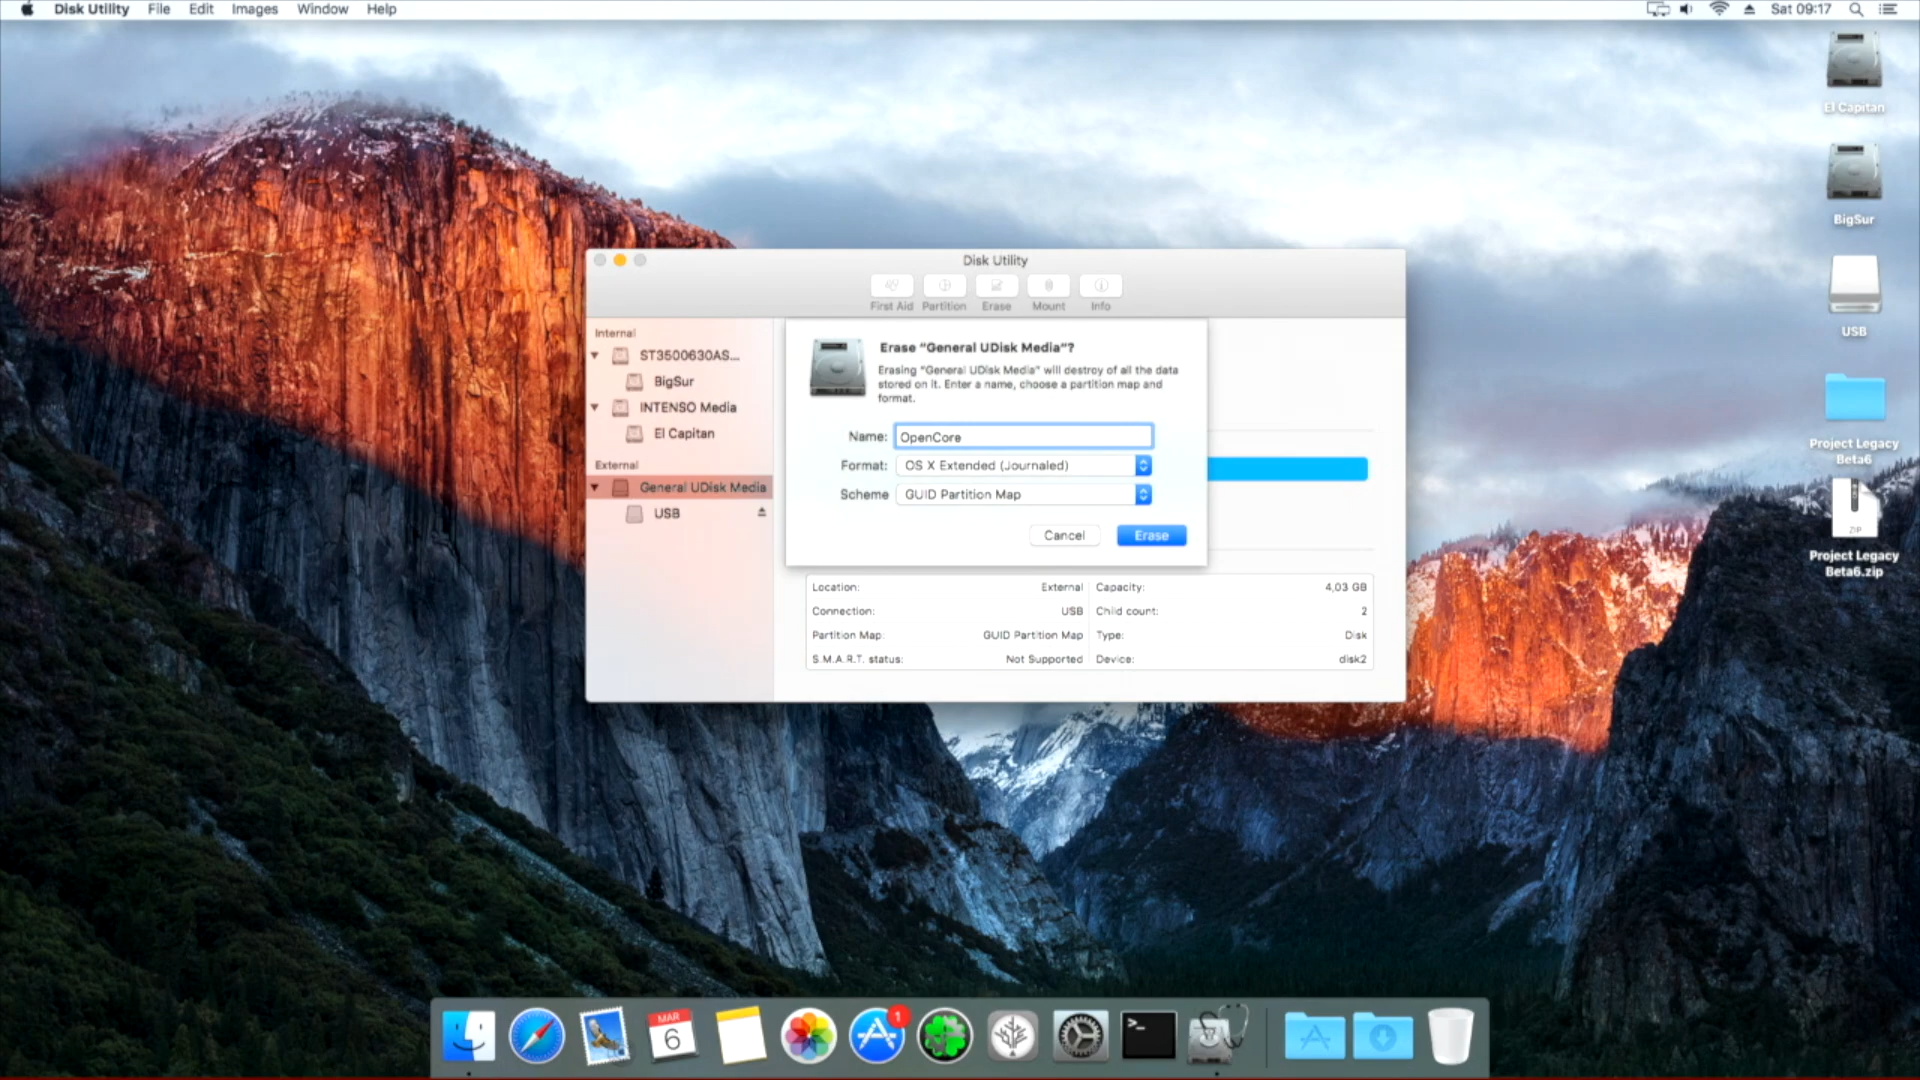 Disk Utility File Edit Images Window Help
Sat 09:17
El Capitan
BigSur
USB
Project Legacy
Beta6
ZIP
Project Legacy
Beta6.zip
Disk Utility
First Aid Partition Erase Mount Info
Internal
ST3500630AS...
BigSur
INTENSO Media
El Capitan
External
General UDisk Media
USB
Erase “General UDisk Media”?
Erasing “General UDisk Media” will destroy of all the data
stored on it. Enter a name, choose a partition map and
format.
Name: OpenCore
Format: OS X Extended (Journaled)
Scheme GUID Partition Map
Cancel Erase
Location: External Capacity: 4,03 GB
Connection: USB Child count: 2
Partition Map: GUID Partition Map Type: Disk
S.M.A.R.T. status: Not Supported Device: disk2
MAR
6
1
>_